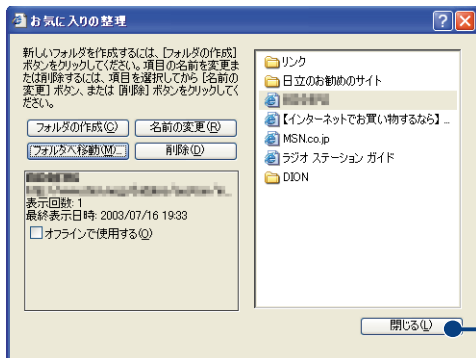 お気に入りの整理
新しいフォルダを作成するには、[フォルダの作成]
ボタンをクリックしてください。項目の名前を変更ま
たは削除するには、項目を選択してから [名前の
変更] ボタン、または [削除] ボタンをクリックしてく
ださい。
フォルダの作成(C)
名前の変更(R)
フォルダへ移動(M)...
削除(D)
表示回数: 1
最終表示日時: 2003/07/16 19:33
オフラインで使用する(O)
リンク
日立のお勧めのサイト
【インターネットでお買い物するなら】 ...
MSN.co.jp
ラジオ ステーション ガイド
DION
閉じる(L)